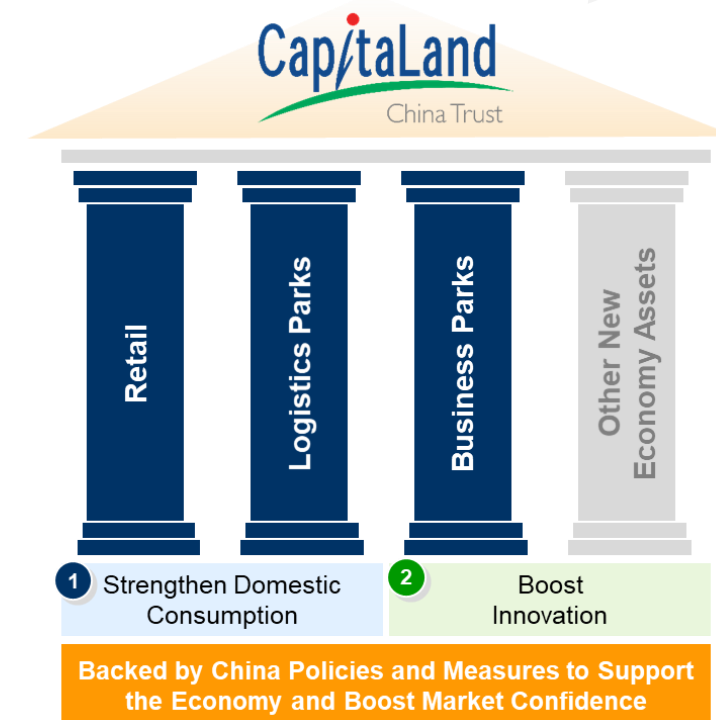 CapitaLand
China Trust
Retail
Logistics Parks
Business Parks
Other New
Economy Assets
1
Strengthen Domestic
Consumption
2
Boost
Innovation
Backed by China Policies and Measures to Support
the Economy and Boost Market Confidence